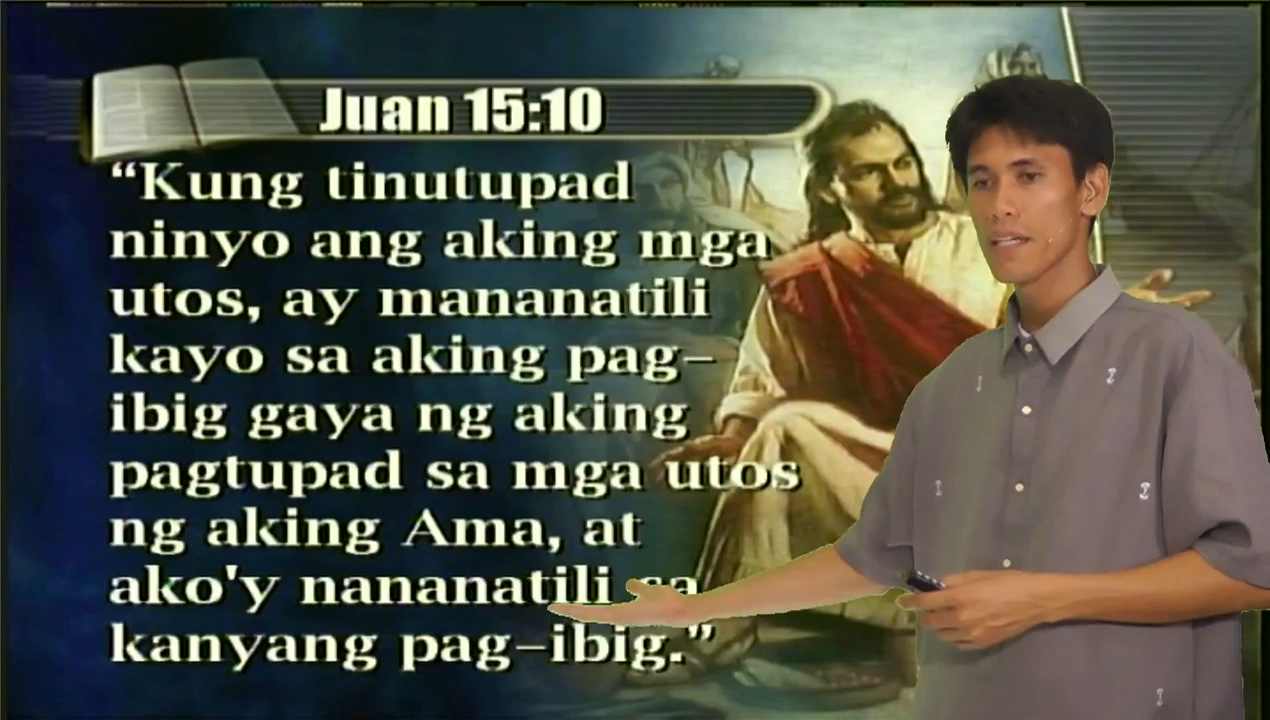 Juan 15:10
“Kung tinutupad
ninyo ang aking mga
utos, ay mananatili
kayo sa aking pag–
ibig gaya ng aking
pagtupad sa mga utos
ng aking Ama, at
ako'y nananatili sa
kanyang pag–ibig.”